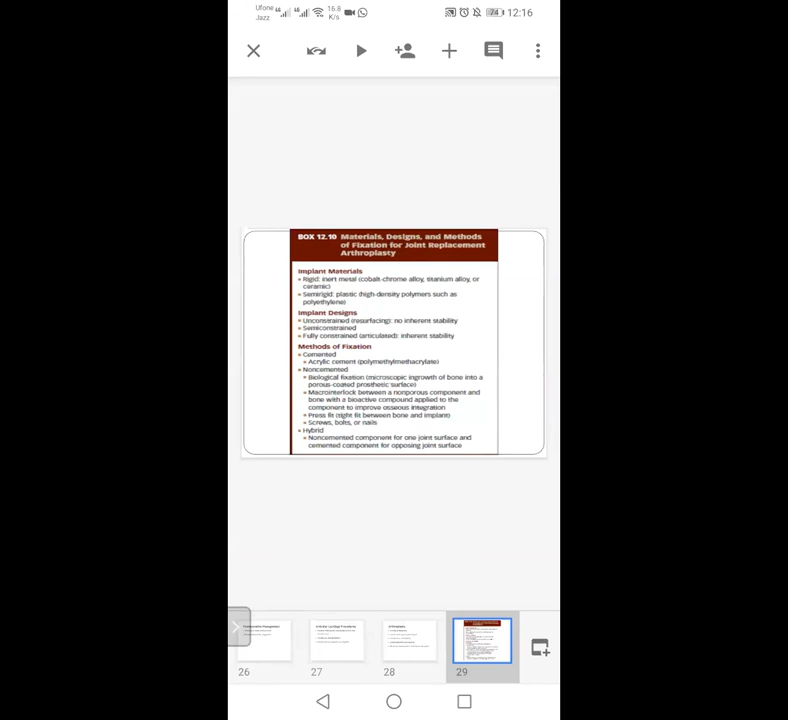 Ufone
Jazz
4G
4G
16.8
K/s
74
12:16
BOX 12.10 Materials, Designs, and Methods
of Fixation for Joint Replacement
Arthroplasty
Implant Materials
• Rigid: inert metal (cobalt-chrome alloy, titanium alloy, or
ceramic)
• Semirigid: plastic (high-density polymers such as
polyethylene)
Implant Designs
• Unconstrained (resurfacing): no inherent stability
• Semiconstrained
• Fully constrained (articulated): inherent stability
Methods of Fixation
• Cemented
• Acrylic cement (polymethylmethacrylate)
• Noncemented
• Biological fixation (microscopic ingrowth of bone into a
porous-coated prosthetic surface)
• Macrointerlock between a nonporous component and
bone with a bioactive compound applied to the
component to improve osseous integration
• Press fit (tight fit between bone and implant)
• Screws, bolts, or nails
• Hybrid
• Noncemented component for one joint surface and
cemented component for opposing joint surface
26
27
28
29